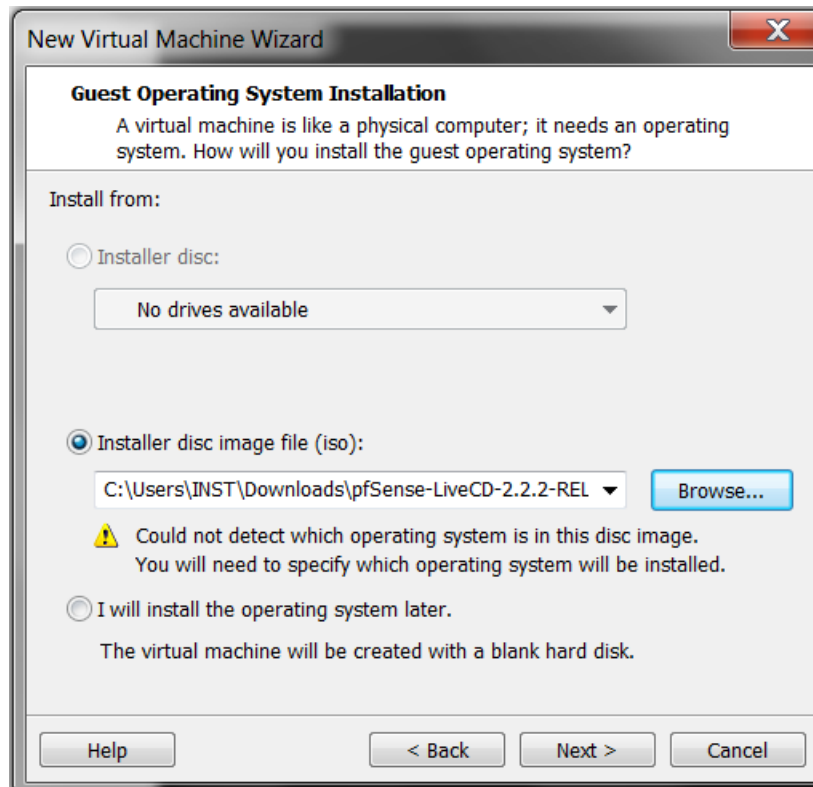 New Virtual Machine Wizard
Guest Operating System Installation
A virtual machine is like a physical computer; it needs an operating
system. How will you install the guest operating system?
Install from:
Installer disc:
No drives available
Installer disc image file (iso):
C:\Users\INST\Downloads\pfSense-LiveCD-2.2.2-REL
Browse...
Could not detect which operating system is in this disc image.
You will need to specify which operating system will be installed.
I will install the operating system later.
The virtual machine will be created with a blank hard disk.
Help
< Back
Next >
Cancel